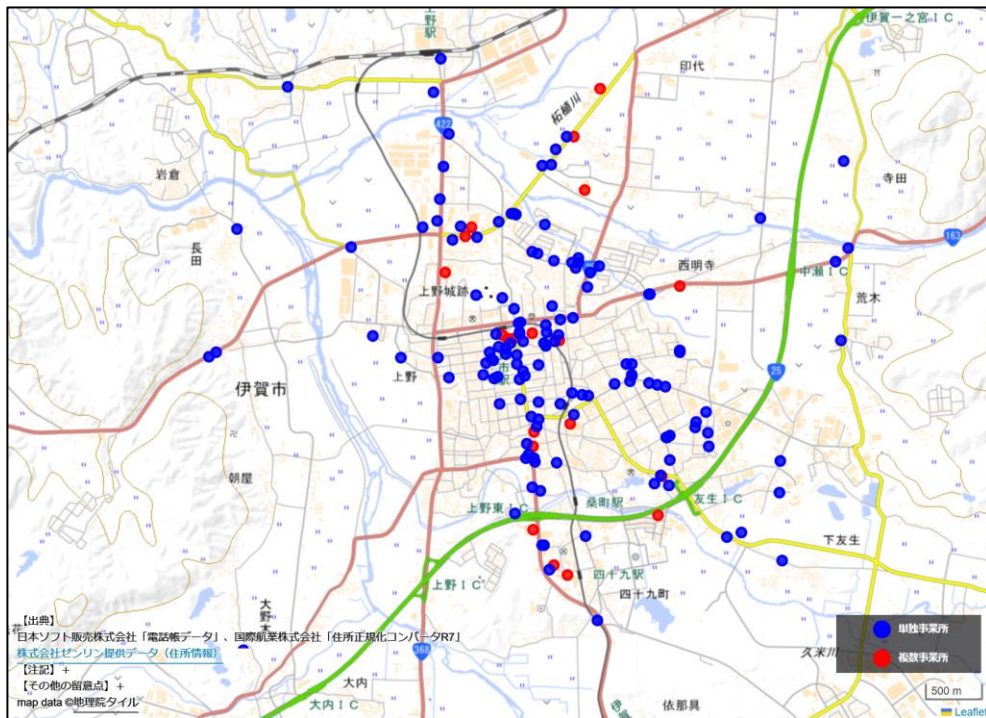 伊賀一之宮IC
上野駅
印代
柘植川
422
岩倉
寺田
163
長田
西明寺
中瀬IC
上野城跡
荒木
25
上野
市駅
伊賀市
朝屋
友生IC
桑町駅
上野東IC
下友生
上野IC
四十九駅
四十九町
【出典】
日本ソフト販売株式会社「電話帳データ」、国際航業株式会社「住所正規化コンバータR7」
株式会社ゼンリン提供データ（住所情報）
【注記】+
【その他の留意点】+
map data ©地理院タイル
368
大内
大内IC
依那具
久米川
単独事業所
複数事業所
500 m
Leaflet